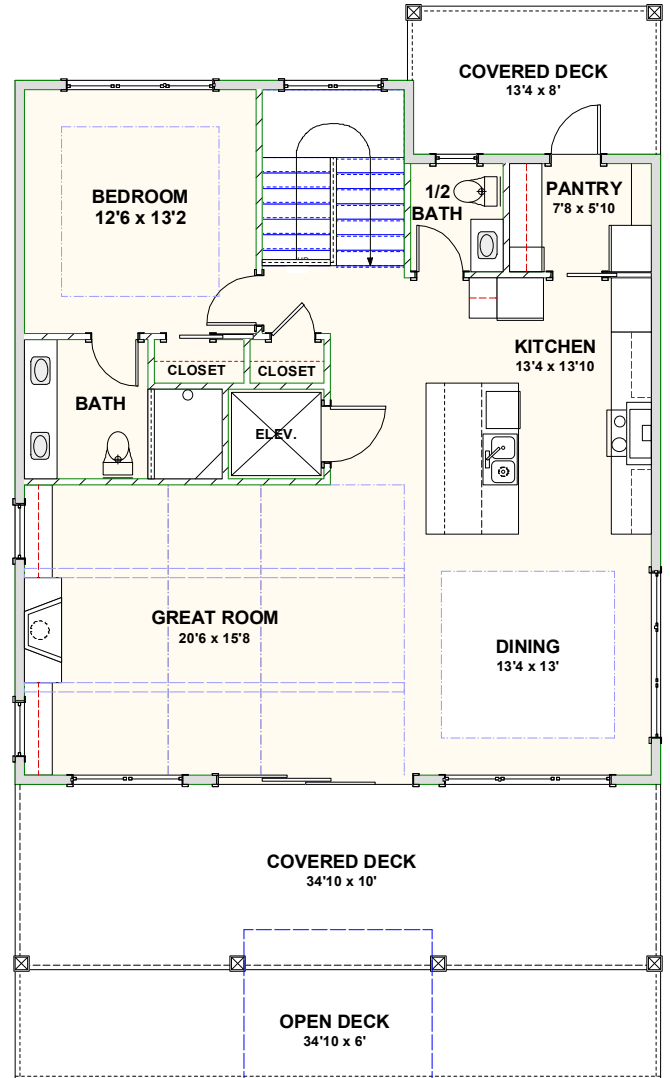 COVERED DECK
13'4 x 8'
BEDROOM
12'6 x 13'2
1/2
BATH
PANTRY
7'8 x 5'10
KITCHEN
13'4 x 13'10
CLOSET
CLOSET
BATH
ELEV.
GREAT ROOM
20'6 x 15'8
DINING
13'4 x 13'
COVERED DECK
34'10 x 10'
OPEN DECK
34'10 x 6'